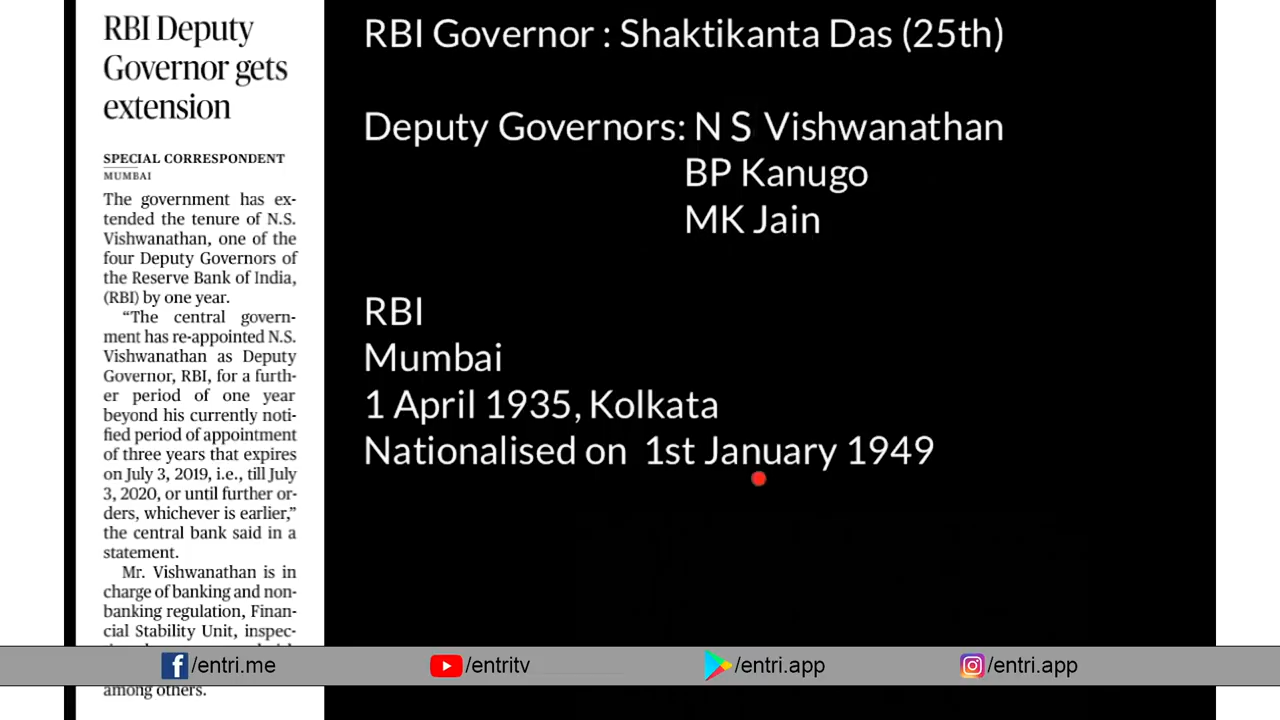 RBI Deputy
Governor gets
extension
SPECIAL CORRESPONDENT
MUMBAI
The government has ex-
tended the tenure of N.S.
Vishwanathan, one of the
four Deputy Governors of
the Reserve Bank of India,
(RBI) by one year.
“The central govern-
ment has re-appointed N.S.
Vishwanathan as Deputy
Governor, RBI, for a furth-
er period of one year
beyond his currently noti-
fied period of appointment
of three years that expires
on July 3, 2019, i.e., till July
3, 2020, or until further or-
ders, whichever is earlier,”
the central bank said in a
statement.
Mr. Vishwanathan is in
charge of banking and non-
banking regulation, Finan-
cial Stability Unit, inspec-
among others.
RBI Governor : Shaktikanta Das (25th)
Deputy Governors: N S Vishwanathan
BP Kanugo
MK Jain
RBI
Mumbai
1 April 1935, Kolkata
Nationalised on 1st January 1949
/entri.me
/entritv
/entri.app
/entri.app